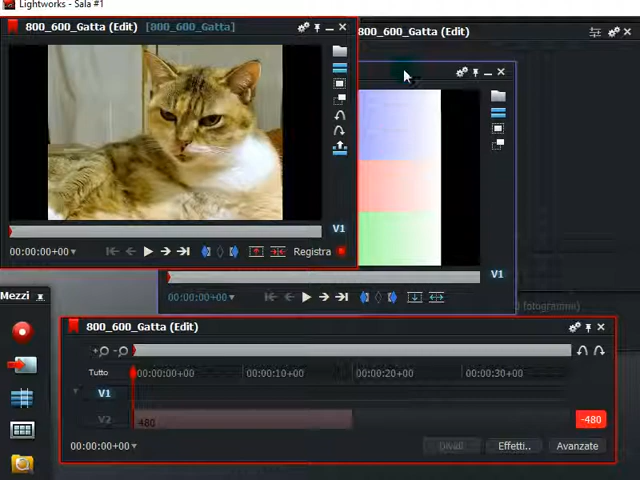 Lightworks - Sala #1
800_600_Gatta (Edit) [800_600_Gatta]
800_600_Gatta (Edit)
V1
00:00:00+00
Registra
V1
00:00:00+00
fotogramme)
Mezzi
800_600_Gatta (Edit)
Tutto
00:00:00+00
00:00:10+00
00:00:20+00
00:00:30+00
V1
V2
480
-480
00:00:00+00
Dividi
Effetti..
Avanzate